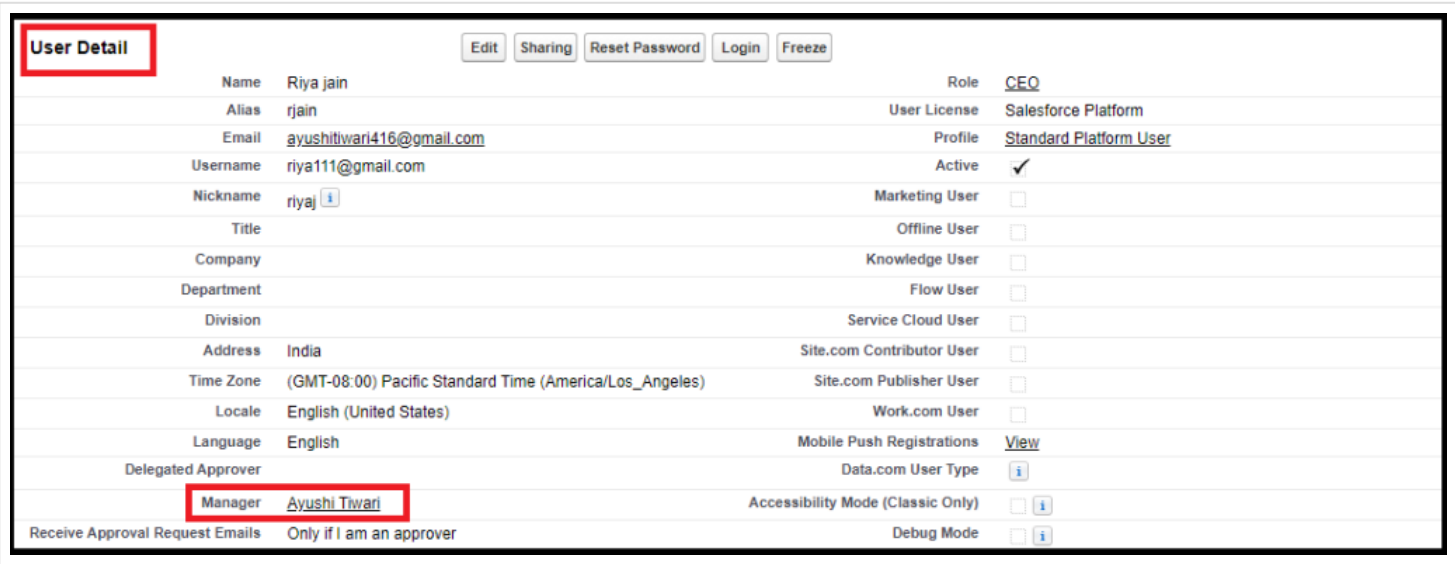 User Detail
Edit Sharing Reset Password Login Freeze
Name Riya jain Role CEO
Alias rjain User License Salesforce Platform
Email ayushitiwari416@gmail.com Profile Standard Platform User
Username riya111@gmail.com Active
Nickname riyaj i Marketing User
Title Offline User
Company Knowledge User
Department Flow User
Division Service Cloud User
Address India Site.com Contributor User
Time Zone (GMT-08:00) Pacific Standard Time (America/Los_Angeles) Site.com Publisher User
Locale English (United States) Work.com User
Language English Mobile Push Registrations View
Delegated Approver Data.com User Type i
Manager Ayushi Tiwari Accessibility Mode (Classic Only) i
Receive Approval Request Emails Only if I am an approver Debug Mode i